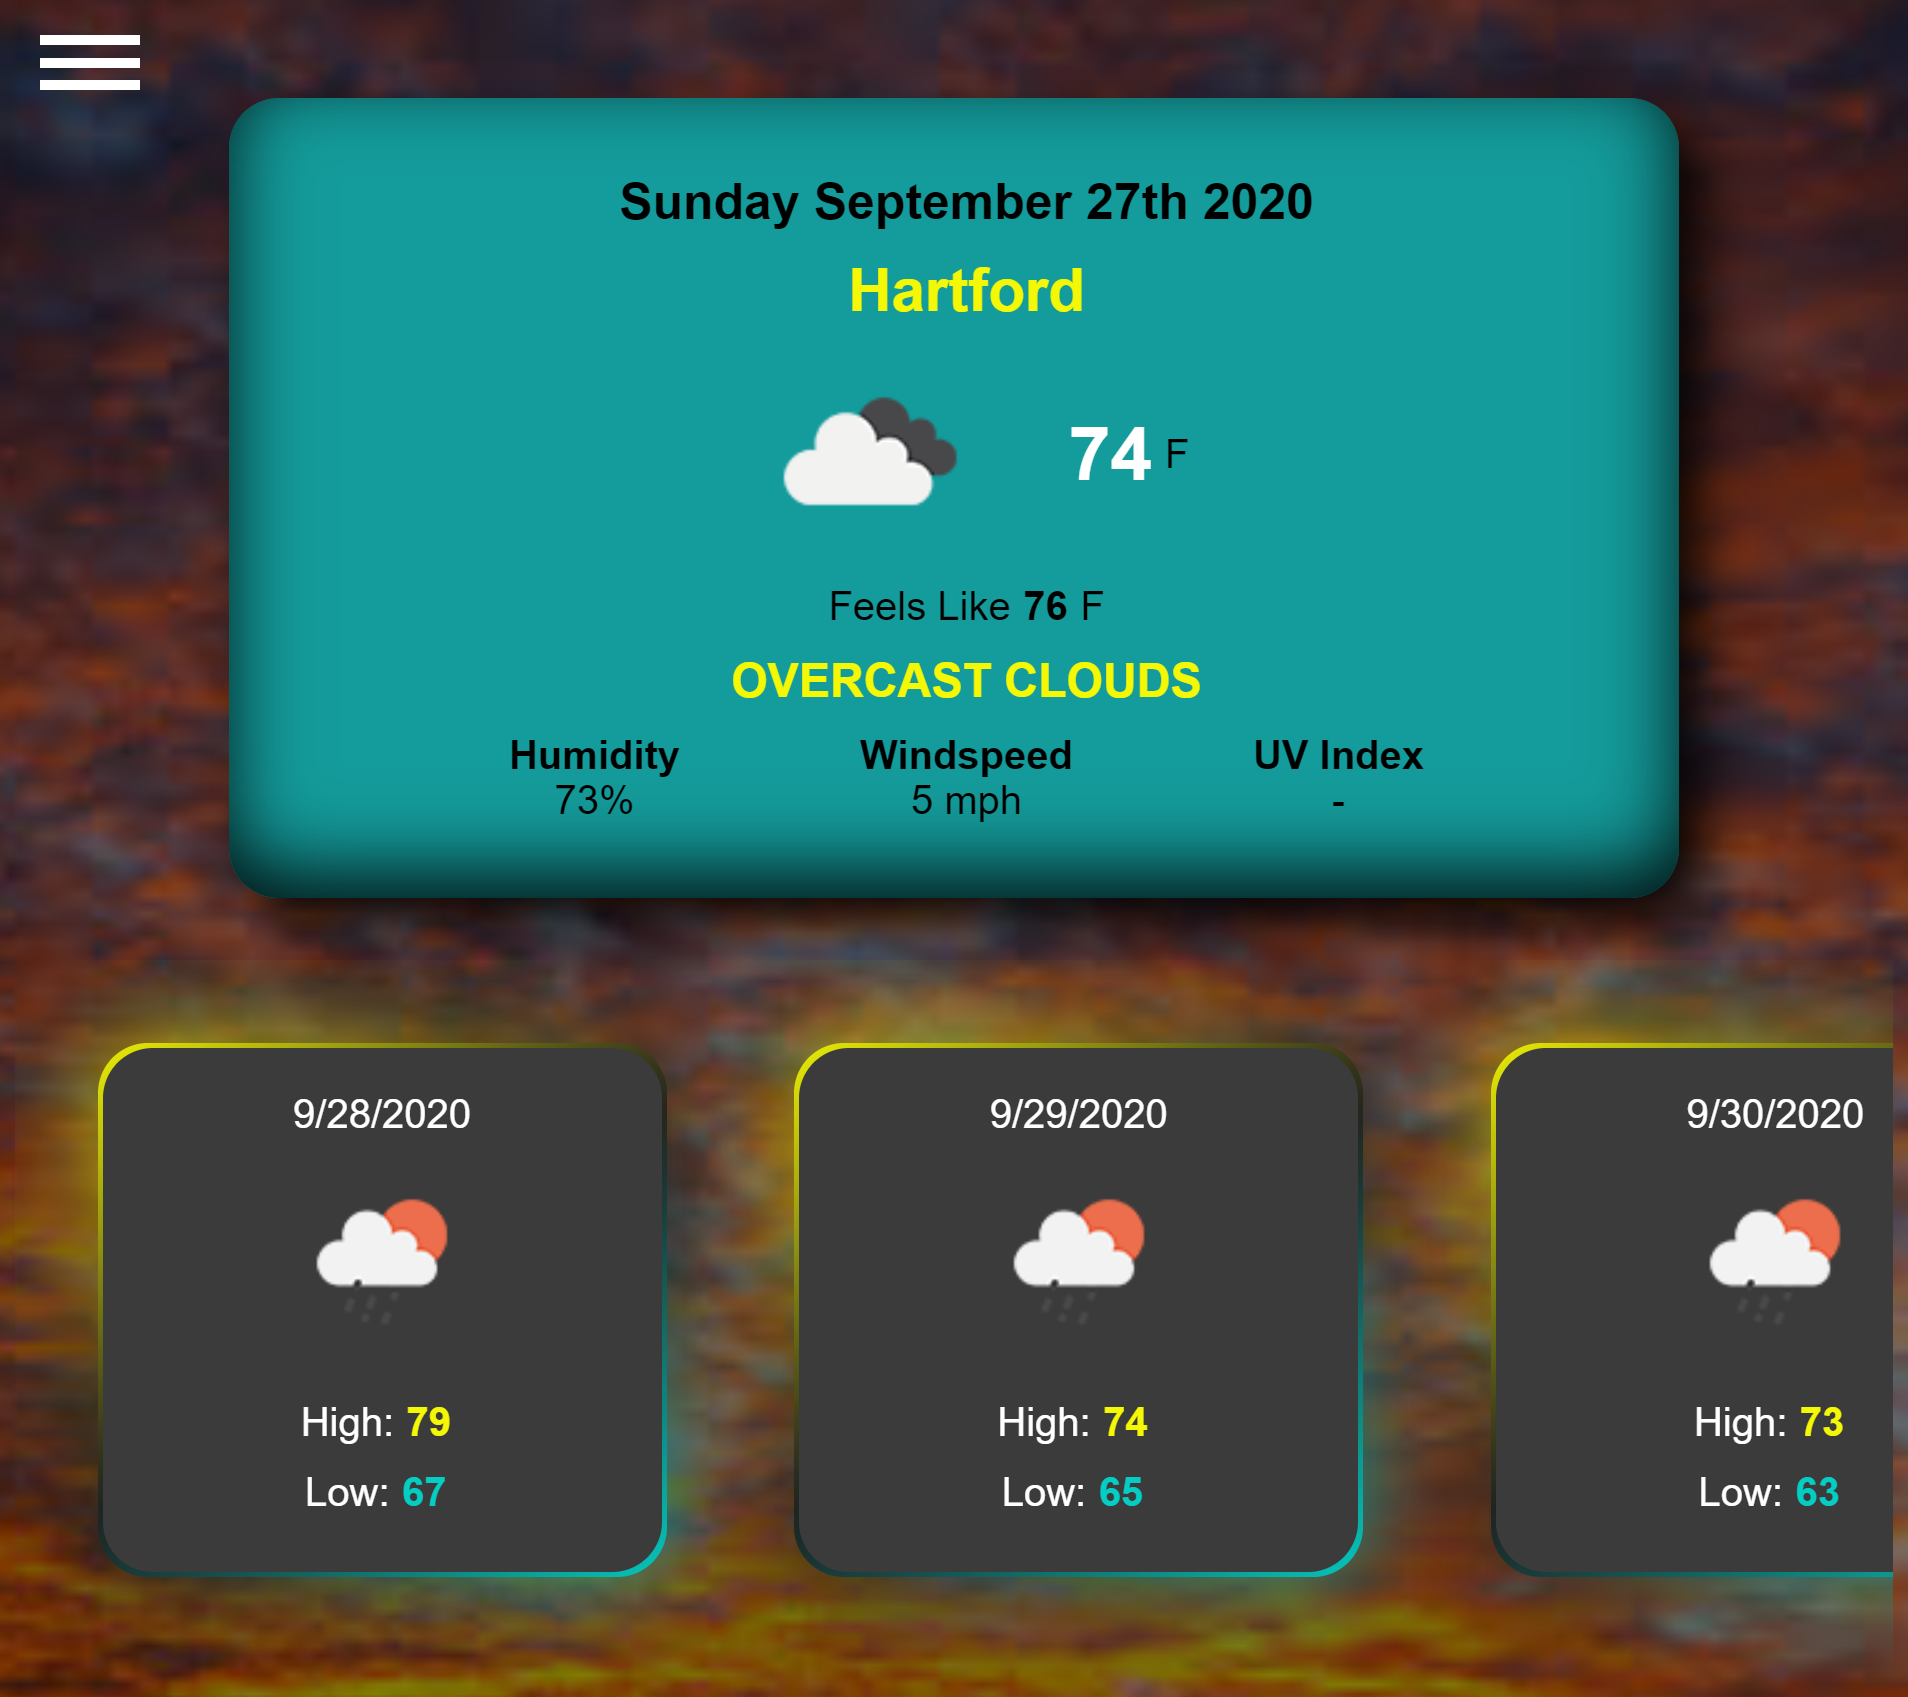 Sunday September 27th 2020
Hartford
74 F
Feels Like 76 F
OVERCAST CLOUDS
Humidity Windspeed UV Index
73% 5 mph -
9/28/2020 9/29/2020 9/30/2020
High: 79 High: 74 High: 73
Low: 67 Low: 65 Low: 63